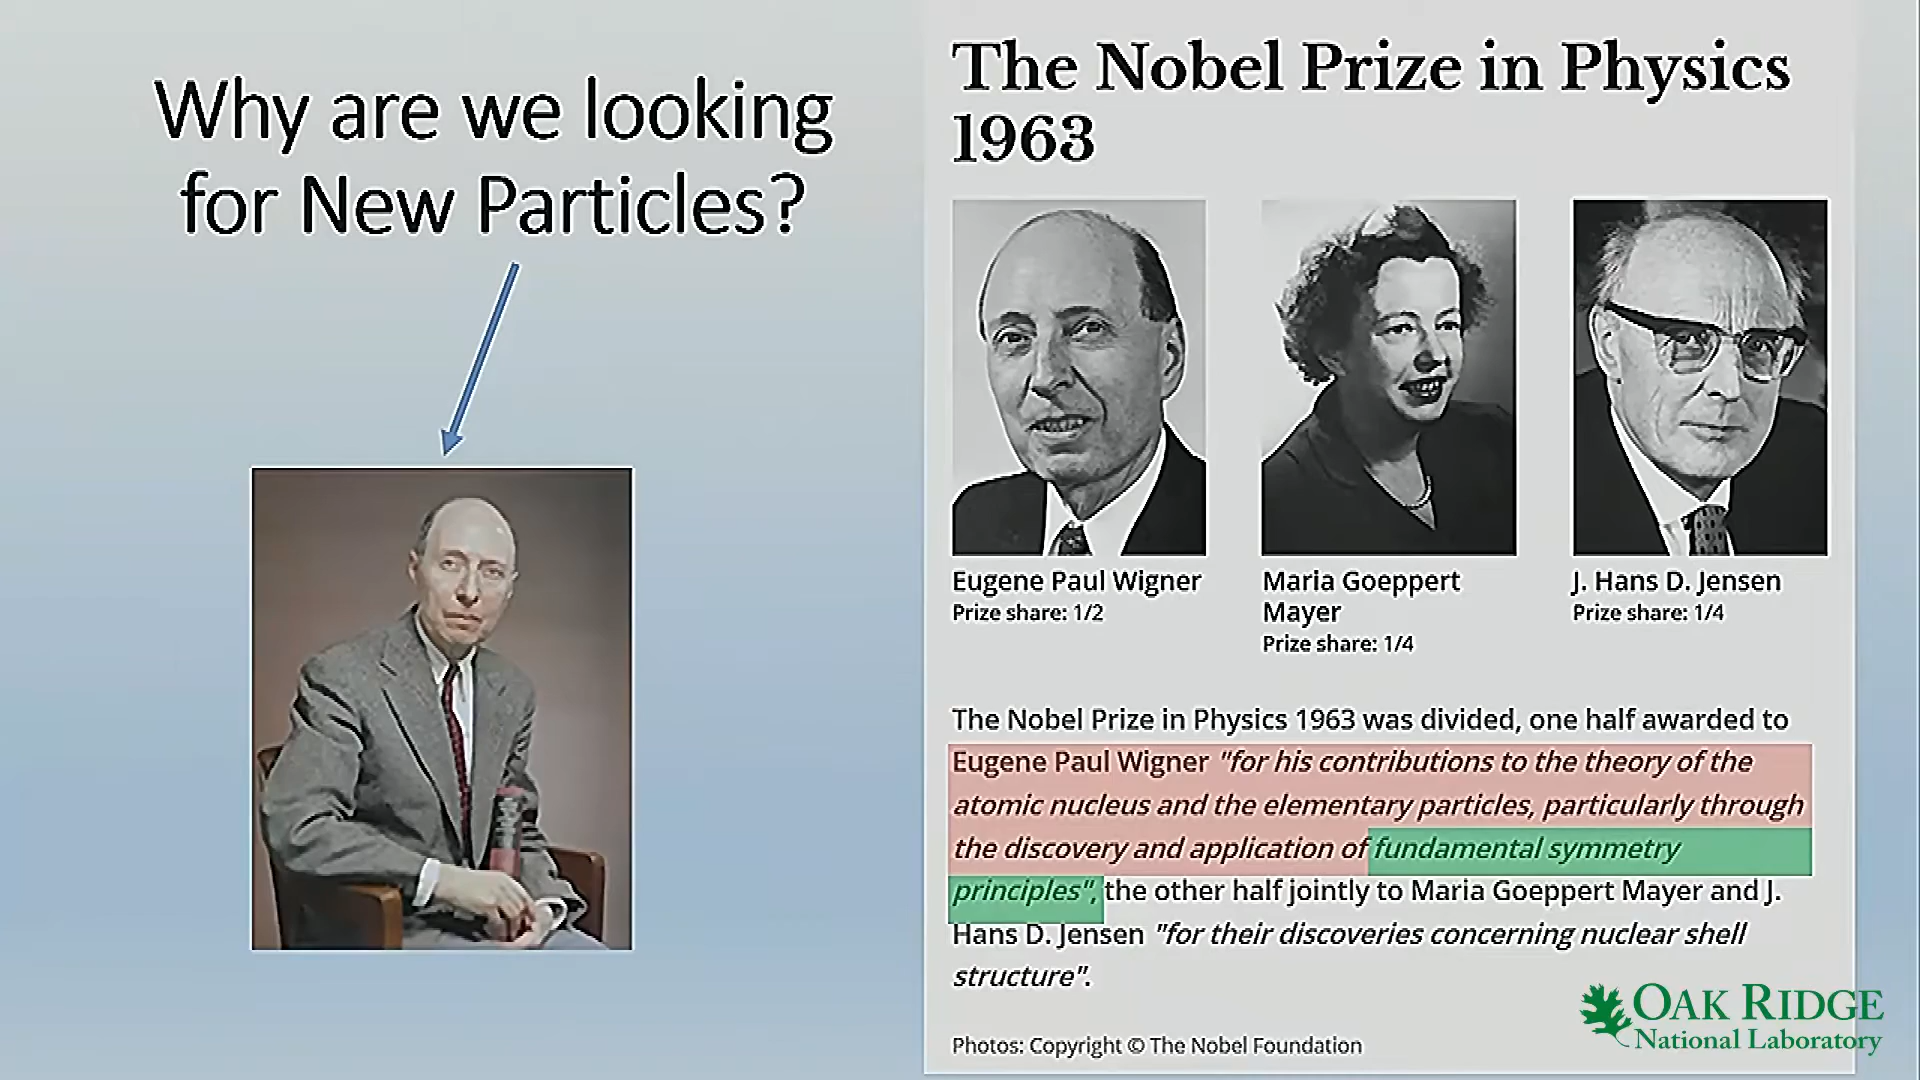 Why are we looking
for New Particles?
The Nobel Prize in Physics
1963
Eugene Paul Wigner
Prize share: 1/2
Maria Goeppert
Mayer
Prize share: 1/4
J. Hans D. Jensen
Prize share: 1/4
The Nobel Prize in Physics 1963 was divided, one half awarded to
Eugene Paul Wigner "for his contributions to the theory of the
atomic nucleus and the elementary particles, particularly through
the discovery and application of fundamental symmetry
principles", the other half jointly to Maria Goeppert Mayer and J.
Hans D. Jensen "for their discoveries concerning nuclear shell
structure".
Photos: Copyright © The Nobel Foundation
OAK RIDGE
National Laboratory